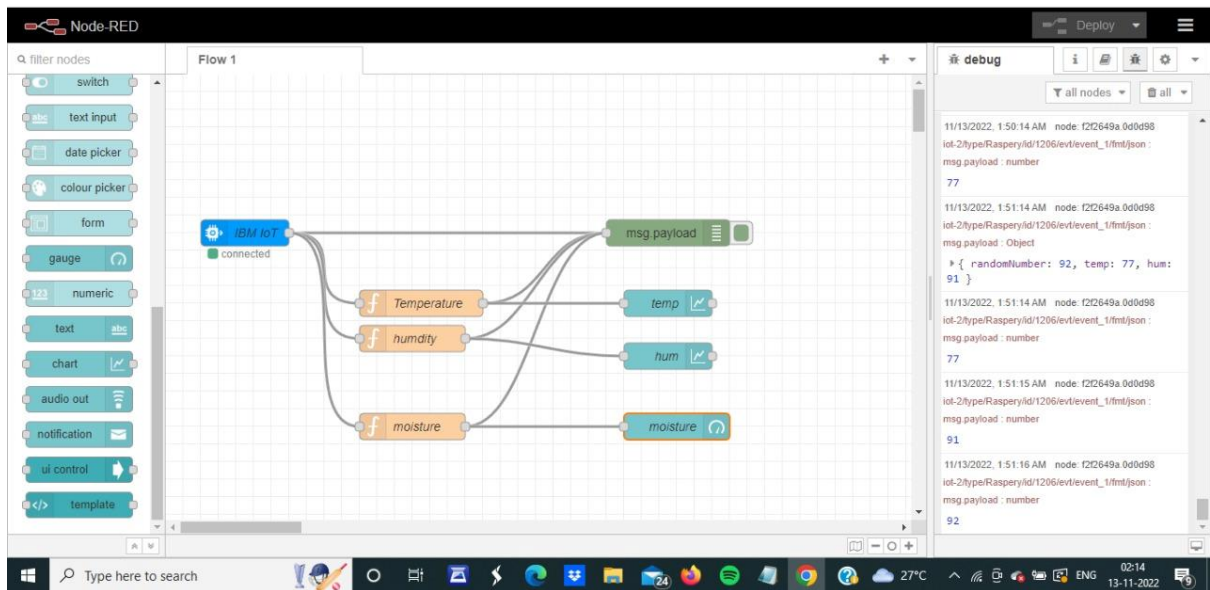 Node-RED
Deploy
filter nodes
Flow 1
debug
i
all nodes
all
switch
abc text input
date picker
colour picker
form
gauge
123 numeric
text abc
chart
audio out
notification
ui control
</> template
IBM IoT
connected
f Temperature
f humdity
f moisture
msg.payload
temp
hum
moisture
11/13/2022, 1:50:14 AM node: f2f2649a.0d0d98
iot-2/type/Raspery/id/1206/evt/event_1/fmt/json :
msg.payload : number
77
11/13/2022, 1:51:14 AM node: f2f2649a.0d0d98
iot-2/type/Raspery/id/1206/evt/event_1/fmt/json :
msg.payload : Object
{ randomNumber: 92, temp: 77, hum:
91 }
11/13/2022, 1:51:14 AM node: f2f2649a.0d0d98
iot-2/type/Raspery/id/1206/evt/event_1/fmt/json :
msg.payload : number
77
11/13/2022, 1:51:15 AM node: f2f2649a.0d0d98
iot-2/type/Raspery/id/1206/evt/event_1/fmt/json :
msg.payload : number
91
11/13/2022, 1:51:16 AM node: f2f2649a.0d0d98
iot-2/type/Raspery/id/1206/evt/event_1/fmt/json :
msg.payload : number
92
Type here to search
24
27°C
ENG
02:14
13-11-2022
9